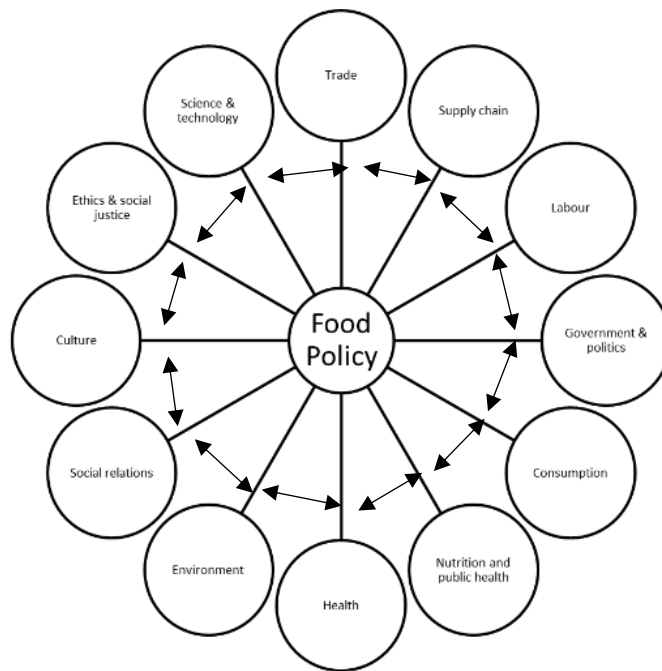 Trade
Supply chain
Labour
Government &
politics
Consumption
Nutrition and
public health
Health
Environment
Social relations
Culture
Ethics & social
justice
Science &
technology
Food
Policy